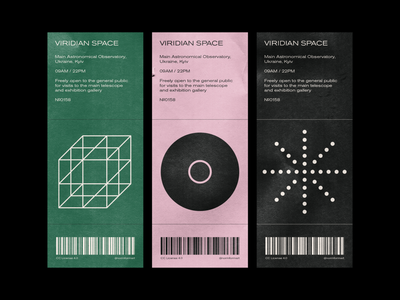 VIRIDIAN SPACE
Main Astronomical Observatory,
Ukraine, Kyiv
09AM / 22PM
Freely open to the general public
for visits to the main telescope
and exhibition gallery
NR0159
VIRIDIAN SPACE
Main Astronomical Observatory,
Ukraine, Kyiv
09AM / 22PM
Freely open to the general public
for visits to the main telescope
and exhibition gallery
NR0159
VIRIDIAN SPACE
Main Astronomical Observatory,
Ukraine, Kyiv
09AM / 22PM
Freely open to the general public
for visits to the main telescope
and exhibition gallery
NR0159